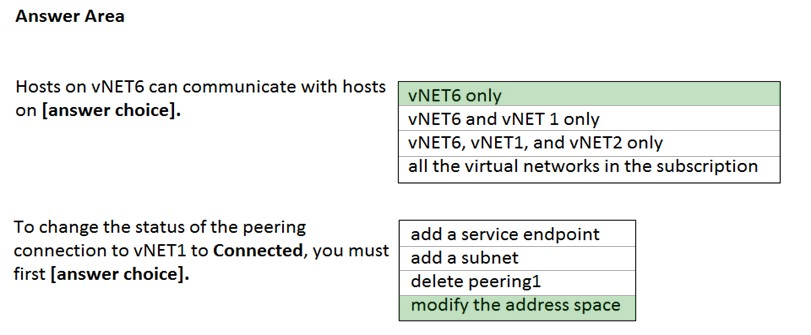 Answer Area
Hosts on vNET6 can communicate with hosts
on [answer choice].
vNET6 only
vNET6 and vNET 1 only
vNET6, vNET1, and vNET2 only
all the virtual networks in the subscription
To change the status of the peering
connection to vNET1 to Connected, you must
first [answer choice].
add a service endpoint
add a subnet
delete peering1
modify the address space